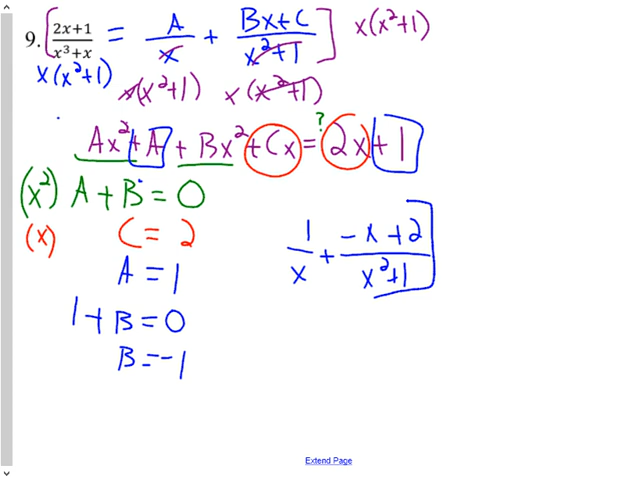 9. [ (2x+1)/(x³+x) = A/x + (Bx+C)/(x²+1) ] x(x²+1)
x(x²+1) x(x²+1) x(x²+1)
Ax² + A + Bx² + Cx = 2x + 1
?
(x²) A + B = 0
(x) C = 2
A = 1
1 + B = 0
B = -1
1/x + (-x+2)/(x²+1)
Extend Page